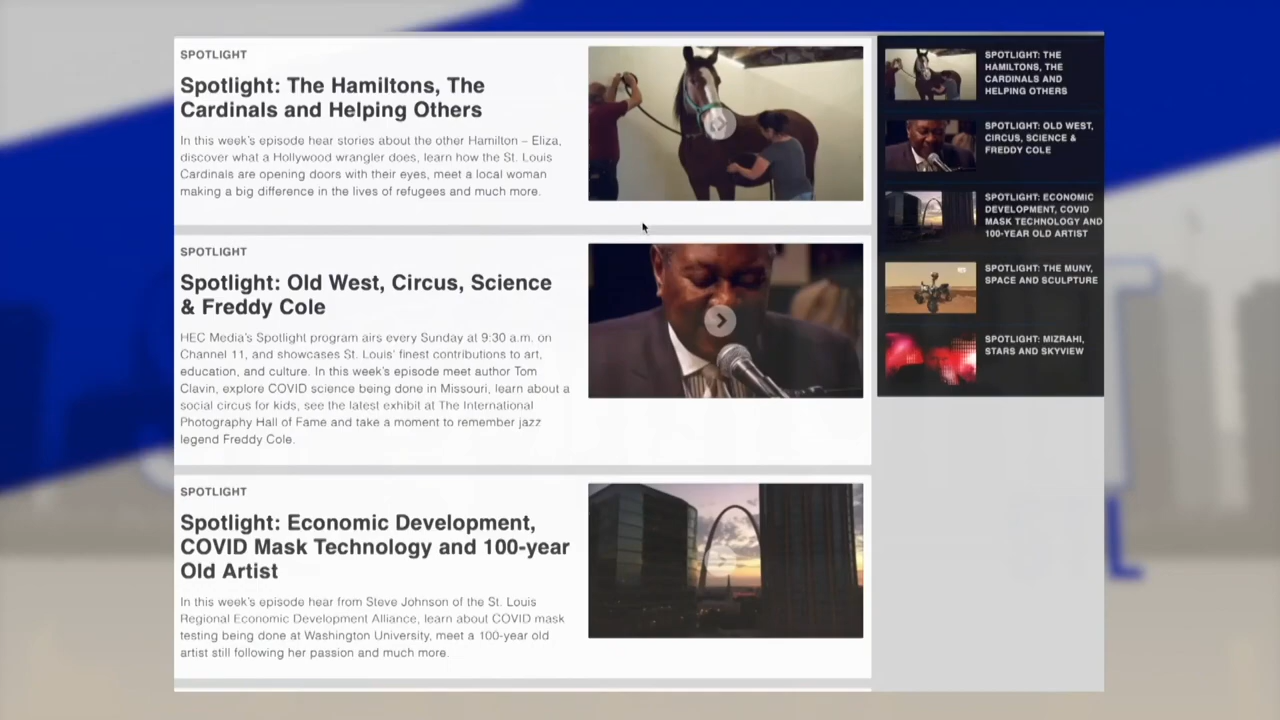 SPOTLIGHT
Spotlight: The Hamiltons, The
Cardinals and Helping Others
In this week's episode hear stories about the other Hamilton – Eliza,
discover what a Hollywood wrangler does, learn how the St. Louis
Cardinals are opening doors with their eyes, meet a local woman
making a big difference in the lives of refugees and much more.
SPOTLIGHT
Spotlight: Old West, Circus, Science
& Freddy Cole
HEC Media's Spotlight program airs every Sunday at 9:30 a.m. on
Channel 11, and showcases St. Louis' finest contributions to art,
education, and culture. In this week's episode meet author Tom
Clavin, explore COVID science being done in Missouri, learn about a
social circus for kids, see the latest exhibit at The International
Photography Hall of Fame and take a moment to remember jazz
legend Freddy Cole.
SPOTLIGHT
Spotlight: Economic Development,
COVID Mask Technology and 100-year
Old Artist
In this week's episode hear from Steve Johnson of the St. Louis
Regional Economic Development Alliance, learn about COVID mask
testing being done at Washington University, meet a 100-year old
artist still following her passion and much more.
SPOTLIGHT: THE
HAMILTONS, THE
CARDINALS AND
HELPING OTHERS
SPOTLIGHT: OLD WEST,
CIRCUS, SCIENCE &
FREDDY COLE
SPOTLIGHT: ECONOMIC
DEVELOPMENT, COVID
MASK TECHNOLOGY AND
100-YEAR OLD ARTIST
SPOTLIGHT: THE MUNY,
SPACE AND SCULPTURE
SPOTLIGHT: MIZRAHI,
STARS AND SKYVIEW